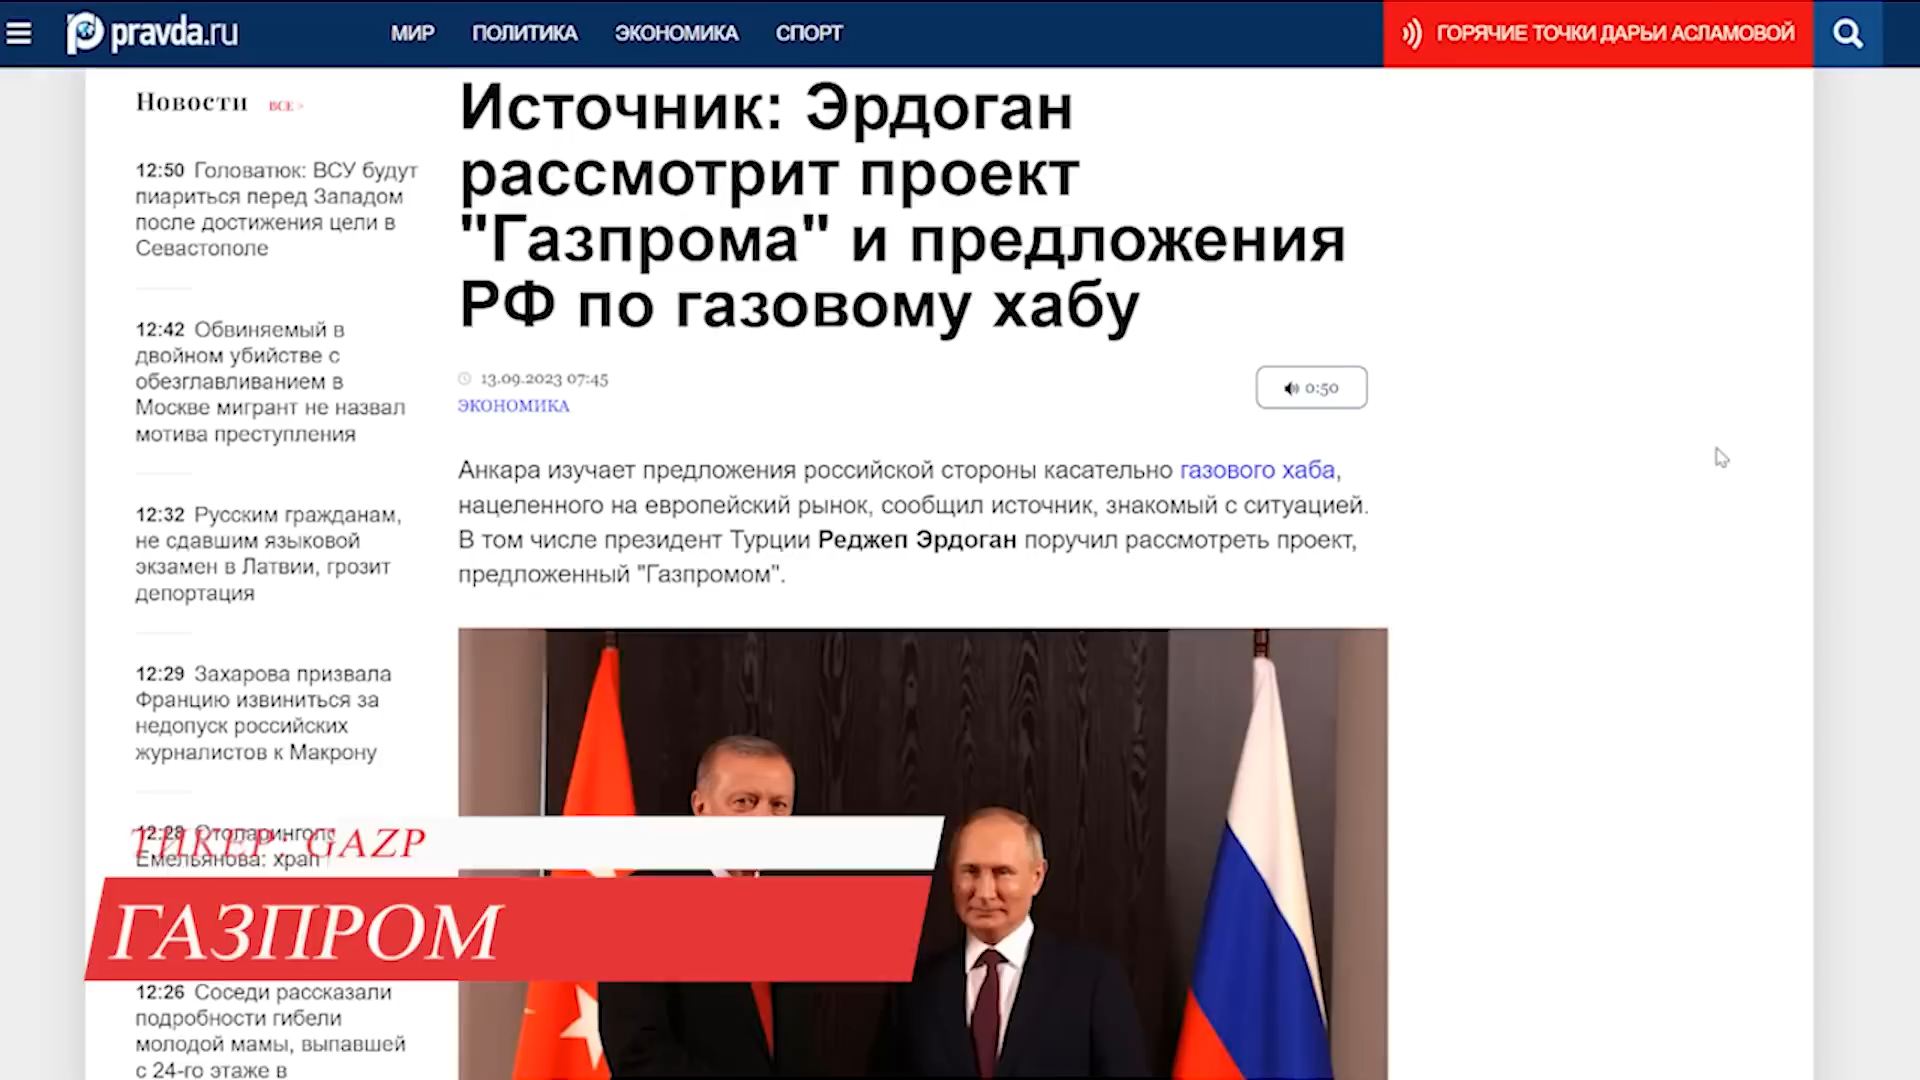 pravda.ru
МИР ПОЛИТИКА ЭКОНОМИКА СПОРТ
ГОРЯЧИЕ ТОЧКИ ДАРЬИ АСЛАМОВОЙ
Новости ВСЕ >
12:50 Головатюк: ВСУ будут
пиариться перед Западом
после достижения цели в
Севастополе
12:42 Обвиняемый в
двойном убийстве с
обезглавливанием в
Москве мигрант не назвал
мотива преступления
12:32 Русским гражданам,
не сдавшим языковой
экзамен в Латвии, грозит
депортация
12:29 Захарова призвала
Францию извиниться за
недопуск российских
журналистов к Макрону
12:28 Отоларинголо
Емельянова: храп
12:26 Соседи рассказали
подробности гибели
молодой мамы, выпавшей
с 24-го этаже в
Источник: Эрдоган
рассмотрит проект
"Газпрома" и предложения
РФ по газовому хабу
13.09.2023 07:45
ЭКОНОМИКА
0:50
Анкара изучает предложения российской стороны касательно газового хаба,
нацеленного на европейский рынок, сообщил источник, знакомый с ситуацией.
В том числе президент Турции Реджеп Эрдоган поручил рассмотреть проект,
предложенный "Газпромом".
ТИКЕР: GAZP
ГАЗПРОМ